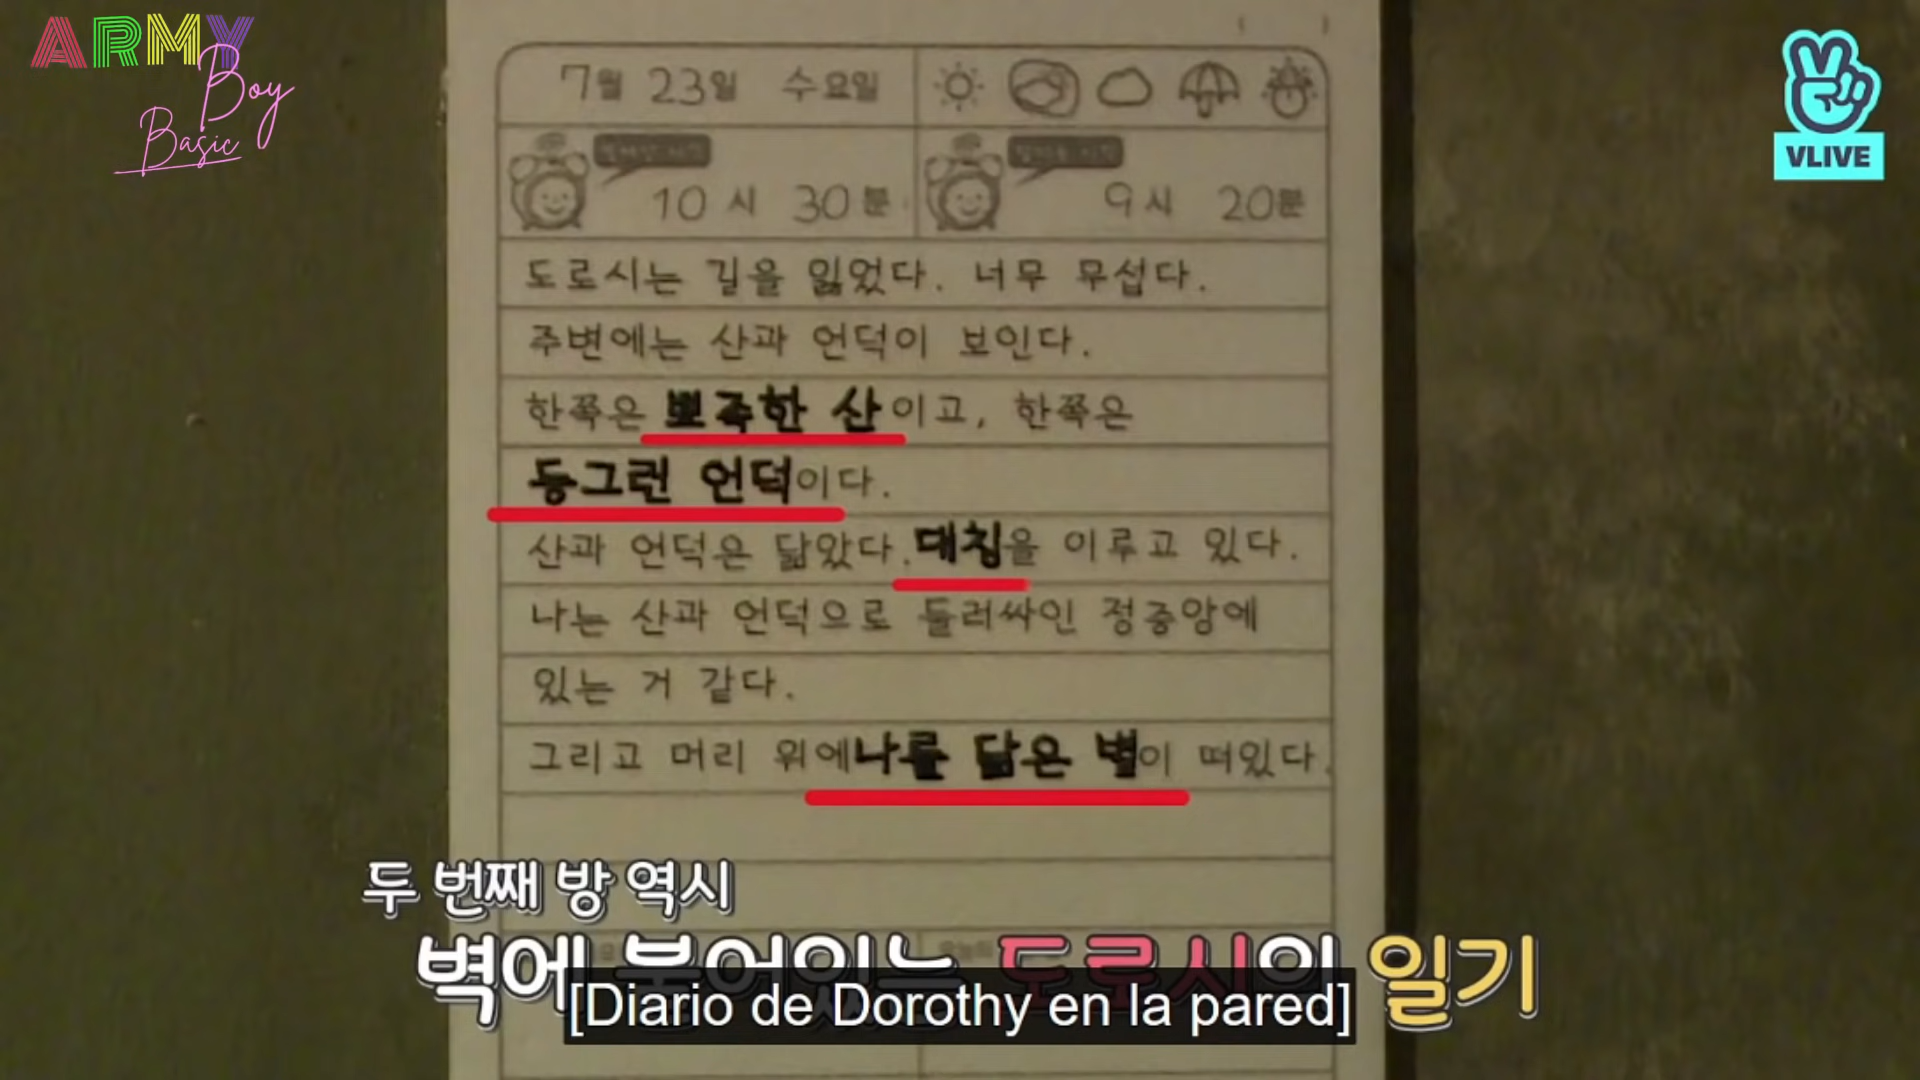 ARMY
Boy
Basic
VLIVE
7월 23일 수요일
10시 30분
9시 20분
도로시는 길을 잃었다. 너무 무섭다.
주변에는 산과 언덕이 보인다.
한쪽은 뾰족한 산이고, 한쪽은
둥그런 언덕이다.
산과 언덕은 닮았다. 대칭을 이루고 있다.
나는 산과 언덕으로 둘러싸인 정중앙에
있는 거 같다.
그리고 머리 위에 나를 닮은 별이 떠있다.
두 번째 방 역시
벽에 붙어있는 도로시의 일기
[Diario de Dorothy en la pared]